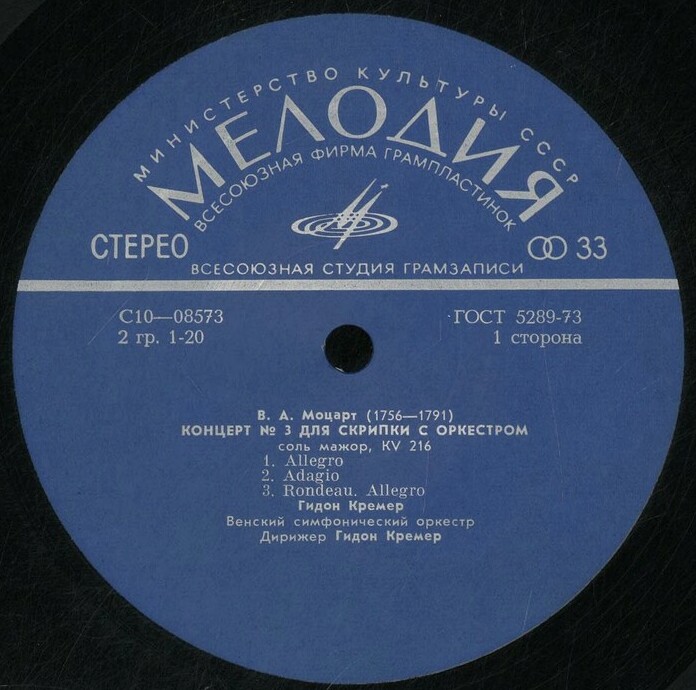 МИНИСТЕРСТВО КУЛЬТУРЫ СССР
МЕЛОДИЯ
ВСЕСОЮЗНАЯ ФИРМА ГРАМПЛАСТИНОК
СТЕРЕО
33
ВСЕСОЮЗНАЯ СТУДИЯ ГРАМЗАПИСИ
С10—08573
ГОСТ 5289-73
2 гр. 1-20
1 сторона
В. А. Моцарт (1756—1791)
КОНЦЕРТ № 3 ДЛЯ СКРИПКИ С ОРКЕСТРОМ
соль мажор, KV 216
1. Allegro
2. Adagio
3. Rondeau. Allegro
Гидон Кремер
Венский симфонический оркестр
Дирижер Гидон Кремер